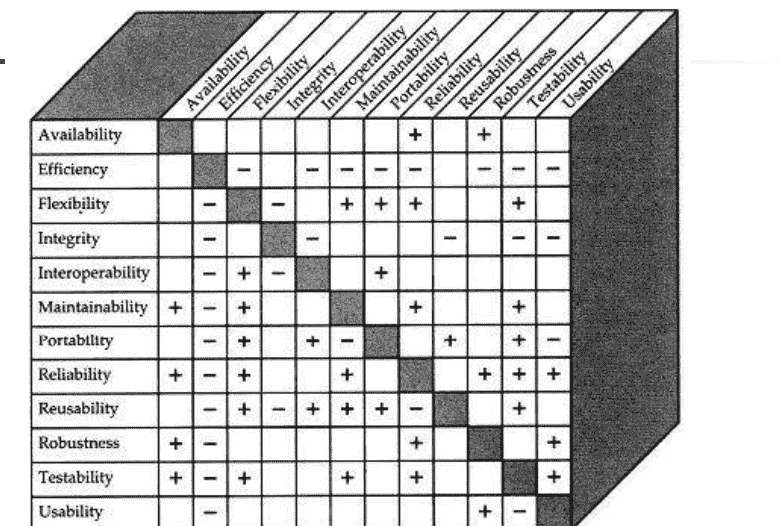 Availability
Efficiency
Flexibility
Integrity
Interoperability
Maintainability
Portability
Reliability
Reusability
Robustness
Testability
Usability
Availability + +
Efficiency − − − − − − − −
Flexibility − − + + + +
Integrity − − − − −
Interoperability − + − +
Maintainability + − + + +
Portability − + + − + + −
Reliability + − + + + + +
Reusability − + − + + + − +
Robustness + − + +
Testability + − + + + +
Usability − + −